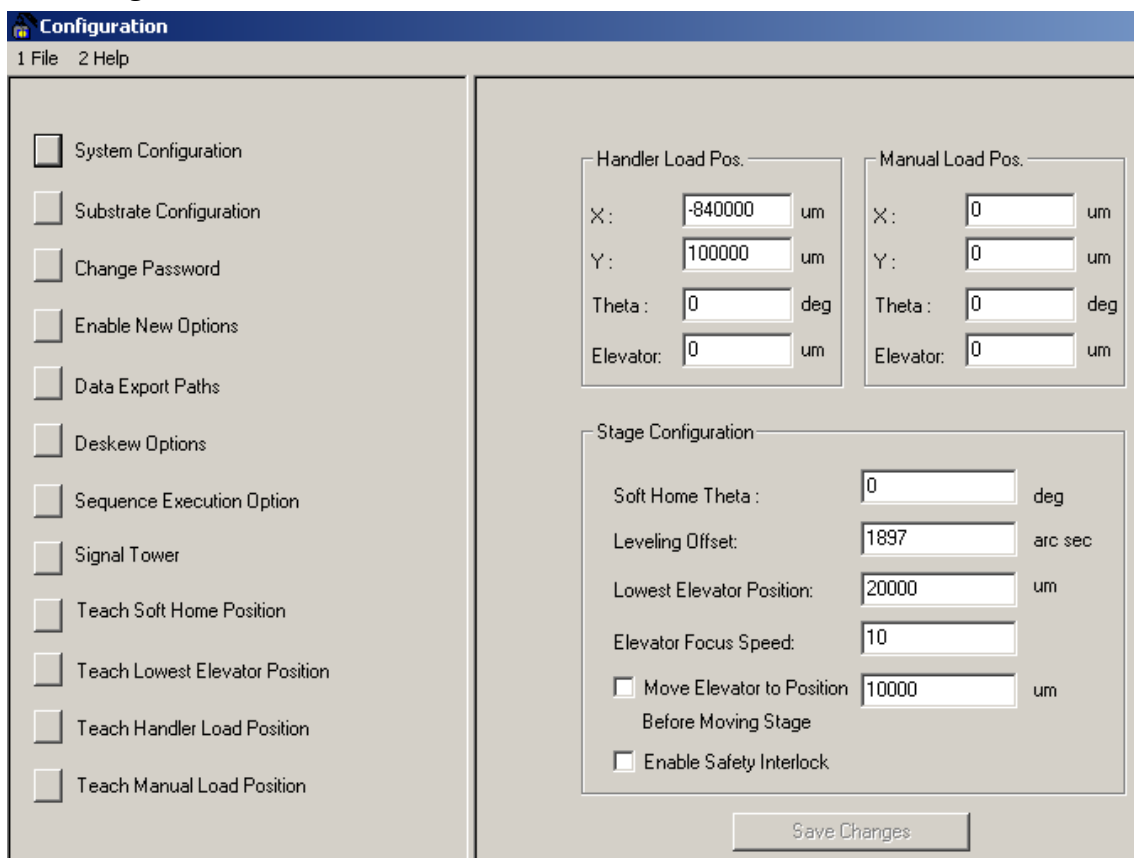 Configuration
1 File 2 Help
System Configuration
Substrate Configuration
Change Password
Enable New Options
Data Export Paths
Deskew Options
Sequence Execution Option
Signal Tower
Teach Soft Home Position
Teach Lowest Elevator Position
Teach Handler Load Position
Teach Manual Load Position
Handler Load Pos.
X : -840000 um
Y : 100000 um
Theta : 0 deg
Elevator: 0 um
Manual Load Pos.
X : 0 um
Y : 0 um
Theta : 0 deg
Elevator: 0 um
Stage Configuration
Soft Home Theta : 0 deg
Leveling Offset: 1897 arc sec
Lowest Elevator Position: 20000 um
Elevator Focus Speed: 10
Move Elevator to Position 10000 um
Before Moving Stage
Enable Safety Interlock
Save Changes